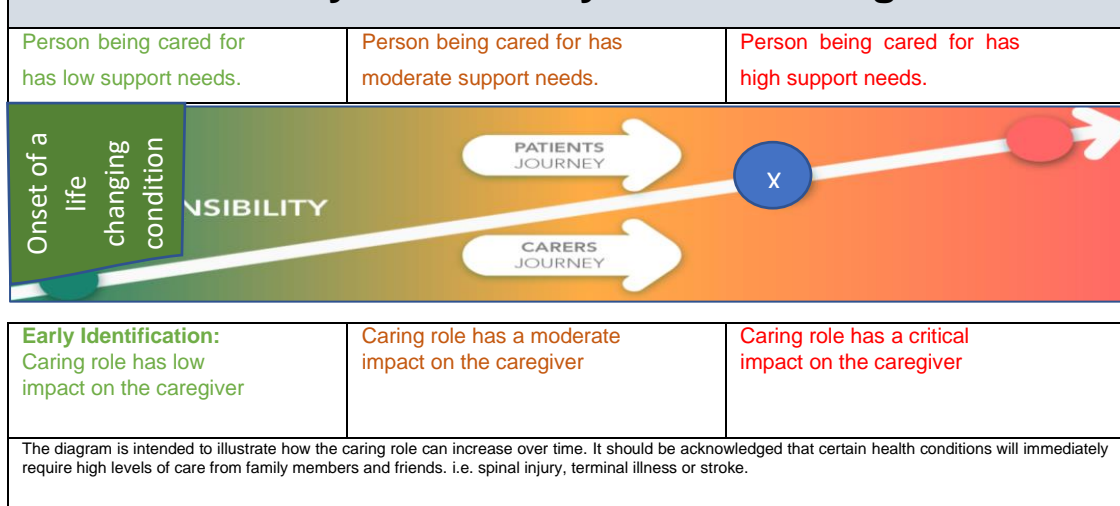 Person being cared for
has low support needs.
Person being cared for has
moderate support needs.
Person being cared for has
high support needs.
Onset of a
life
changing
condition
NSIBILITY
PATIENTS
JOURNEY
X
CARERS
JOURNEY
Early Identification:
Caring role has low
impact on the caregiver
Caring role has a moderate
impact on the caregiver
Caring role has a critical
impact on the caregiver
The diagram is intended to illustrate how the caring role can increase over time. It should be acknowledged that certain health conditions will immediately
require high levels of care from family members and friends. i.e. spinal injury, terminal illness or stroke.